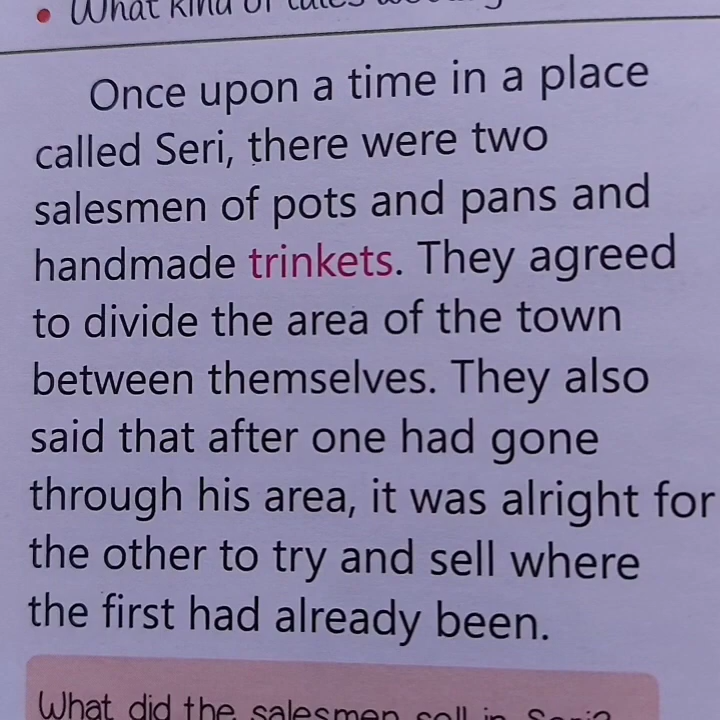 • What kind of tales
Once upon a time in a place
called Seri, there were two
salesmen of pots and pans and
handmade trinkets. They agreed
to divide the area of the town
between themselves. They also
said that after one had gone
through his area, it was alright for
the other to try and sell where
the first had already been.
What did the salesmen sell in Seri?